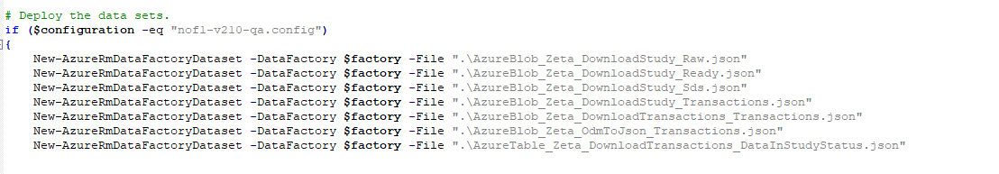 # Deploy the data sets.
if ($configuration -eq "nof1-v210-qa.config")
{
New-AzureRmDataFactoryDataset -DataFactory $factory -File ".\AzureBlob_Zeta_DownloadStudy_Raw.json"
New-AzureRmDataFactoryDataset -DataFactory $factory -File ".\AzureBlob_Zeta_DownloadStudy_Ready.json"
New-AzureRmDataFactoryDataset -DataFactory $factory -File ".\AzureBlob_Zeta_DownloadStudy_Sds.json"
New-AzureRmDataFactoryDataset -DataFactory $factory -File ".\AzureBlob_Zeta_DownloadStudy_Transactions.json"
New-AzureRmDataFactoryDataset -DataFactory $factory -File ".\AzureBlob_Zeta_DownloadTransactions_Transactions.json"
New-AzureRmDataFactoryDataset -DataFactory $factory -File ".\AzureBlob_Zeta_OdmToJson_Transactions.json"
New-AzureRmDataFactoryDataset -DataFactory $factory -File ".\AzureTable_Zeta_DownloadTransactions_DataInStudyStatus.json"